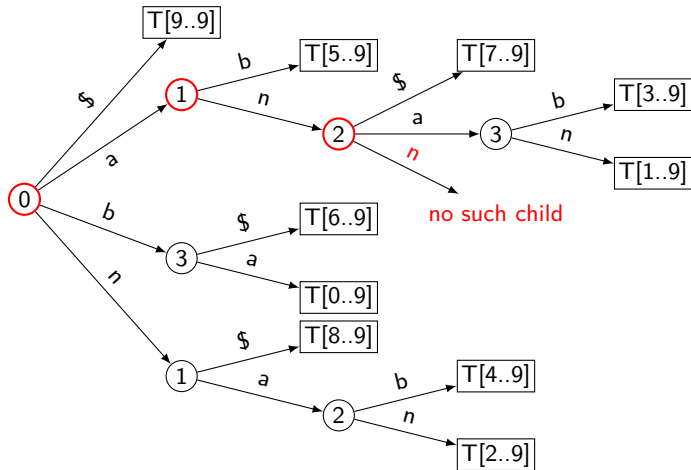 T[9..9]
$
b
T[5..9]
$
T[7..9]
1
n
a
b
T[3..9]
a
2
3
n
T[1..9]
n
0
no such child
b
$
T[6..9]
3
a
n
T[0..9]
$
T[8..9]
1
a
b
T[4..9]
2
n
T[2..9]